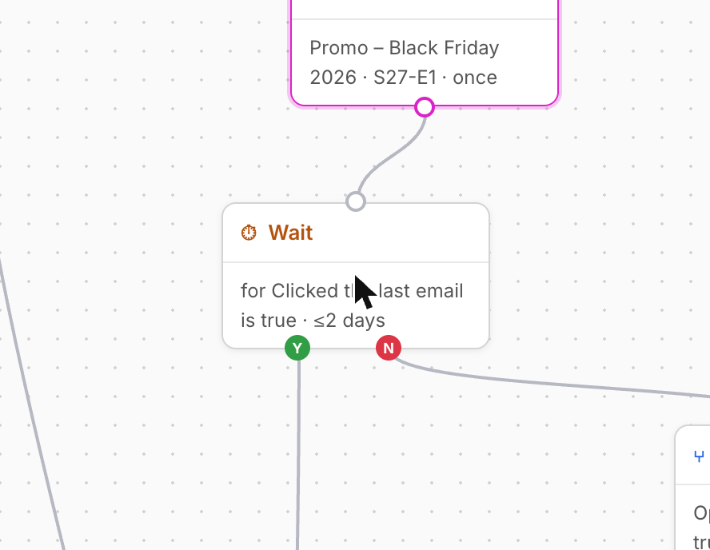 Promo – Black Friday
2026 · S27-E1 · once
Wait
for Clicked last email
is true · ≤2 days
Y
N